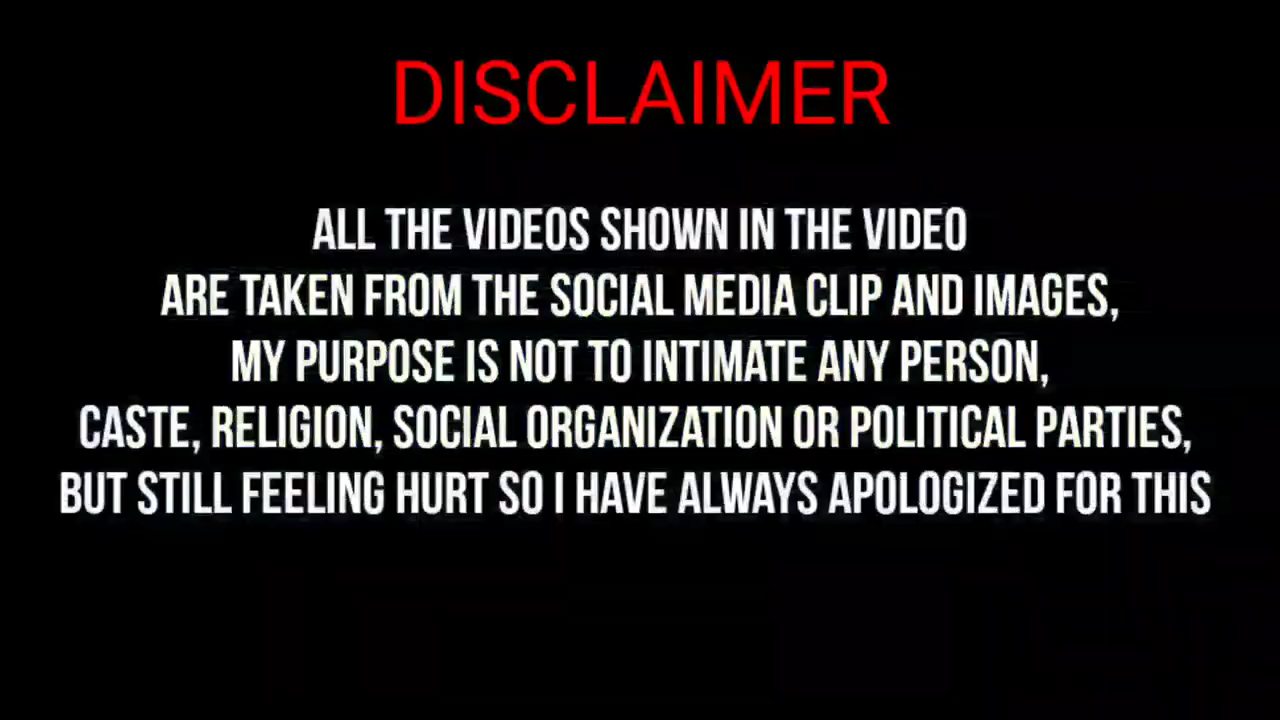 DISCLAIMER
ALL THE VIDEOS SHOWN IN THE VIDEO
ARE TAKEN FROM THE SOCIAL MEDIA CLIP AND IMAGES,
MY PURPOSE IS NOT TO INTIMATE ANY PERSON,
CASTE, RELIGION, SOCIAL ORGANIZATION OR POLITICAL PARTIES,
BUT STILL FEELING HURT SO I HAVE ALWAYS APOLOGIZED FOR THIS